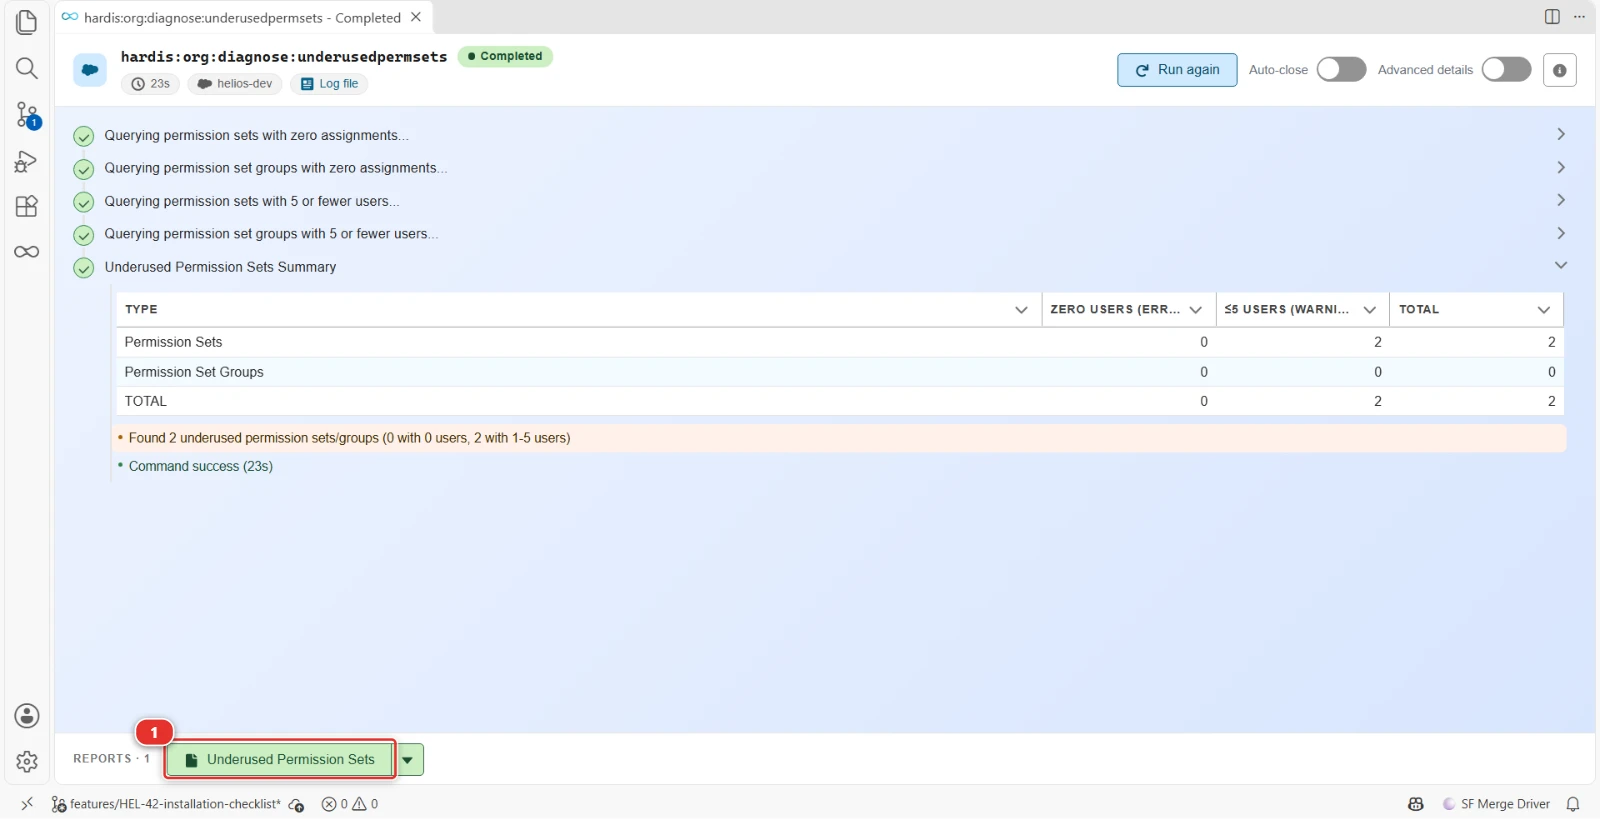 hardis:org:diagnose:underusedpermsets - Completed
hardis:org:diagnose:underusedpermsets
Completed
23s
helios-dev
Log file
Run again
Auto-close
Advanced details
1
Querying permission sets with zero assignments...
Querying permission set groups with zero assignments...
Querying permission sets with 5 or fewer users...
Querying permission set groups with 5 or fewer users...
Underused Permission Sets Summary
TYPE ZERO USERS (ERR... ≤5 USERS (WARNI... TOTAL
Permission Sets 0 2 2
Permission Set Groups 0 0 0
TOTAL 0 2 2
• Found 2 underused permission sets/groups (0 with 0 users, 2 with 1-5 users)
• Command success (23s)
1
REPORTS · 1
Underused Permission Sets
features/HEL-42-installation-checklist*
0 0
SF Merge Driver